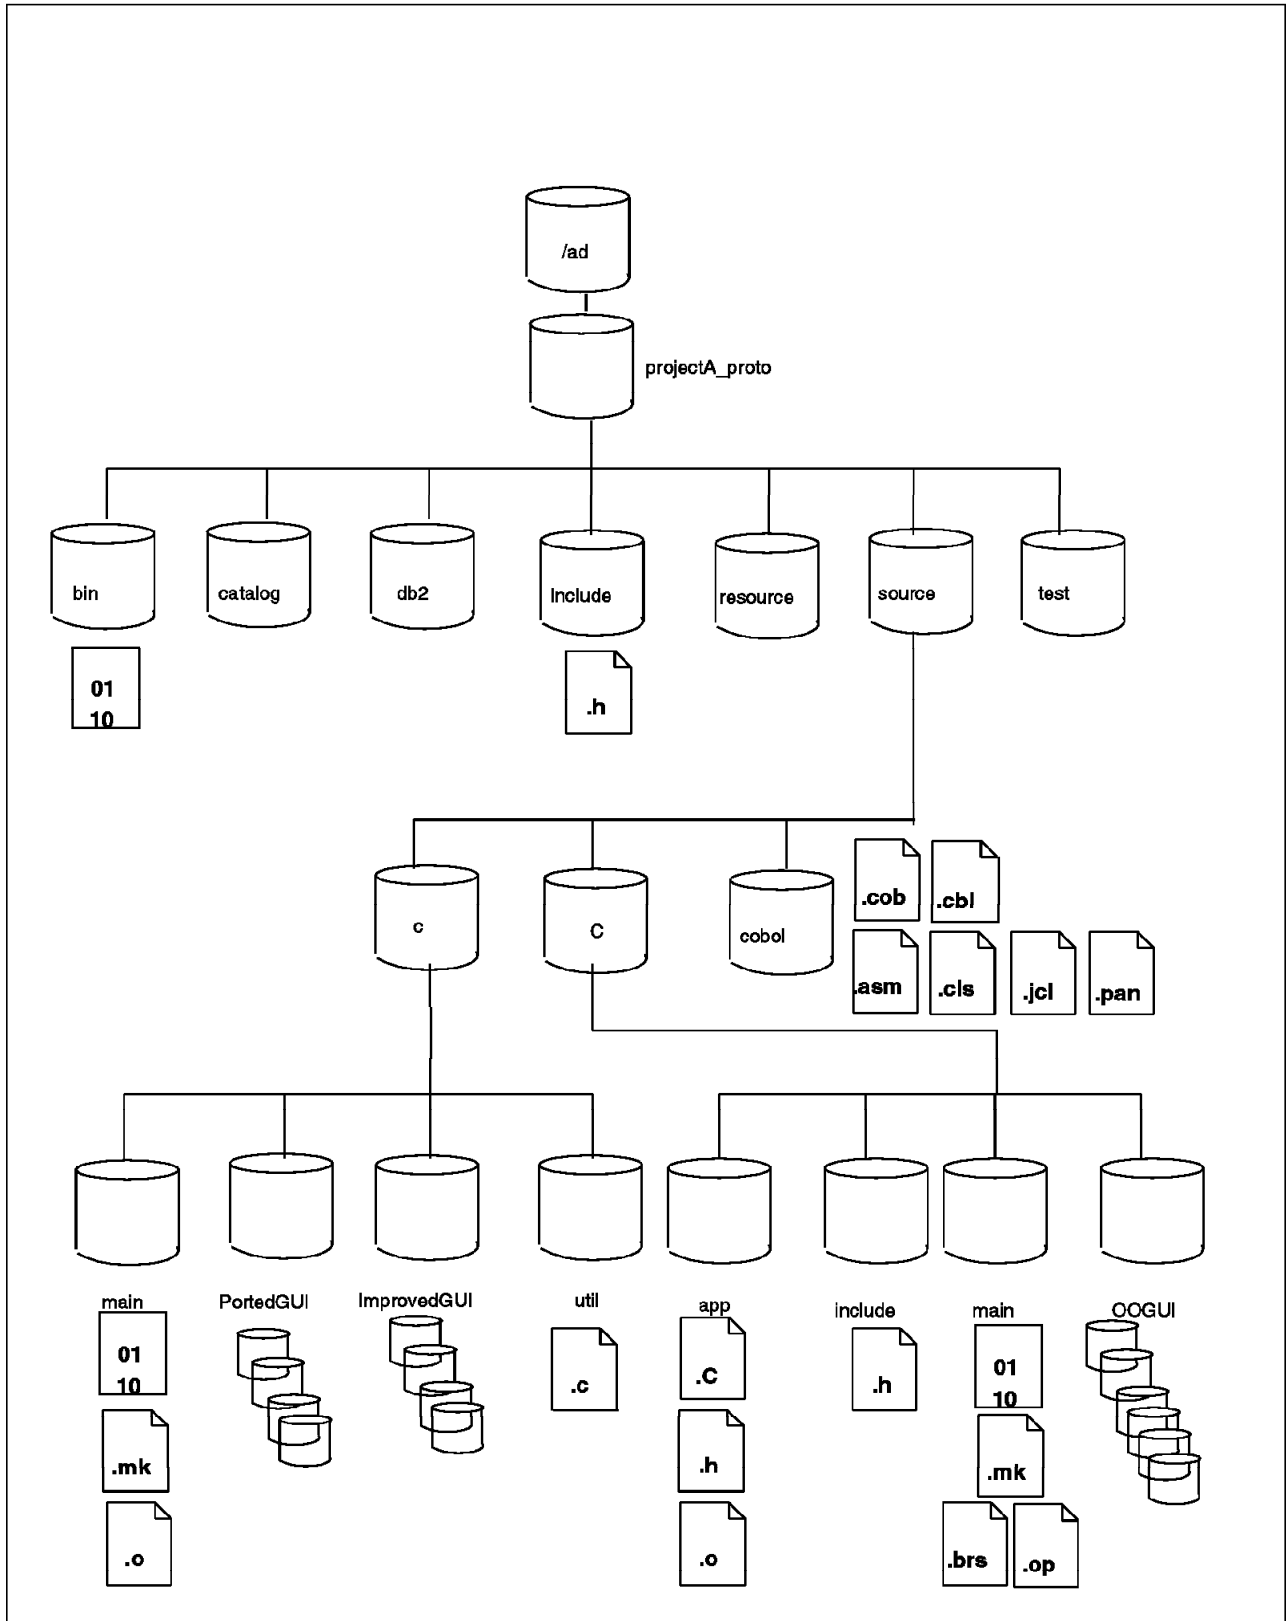 /ad
projectA_proto
bin
catalog
db2
include
resource
source
test
01
10
.h
c
C
cobol
.cob
.cbl
.asm
.cls
.jcl
.pan
main
PortedGUI
ImprovedGUI
util
app
include
main
OOGUI
01
10
.c
.C
.h
01
10
.mk
.h
.mk
.o
.o
.brs
.op